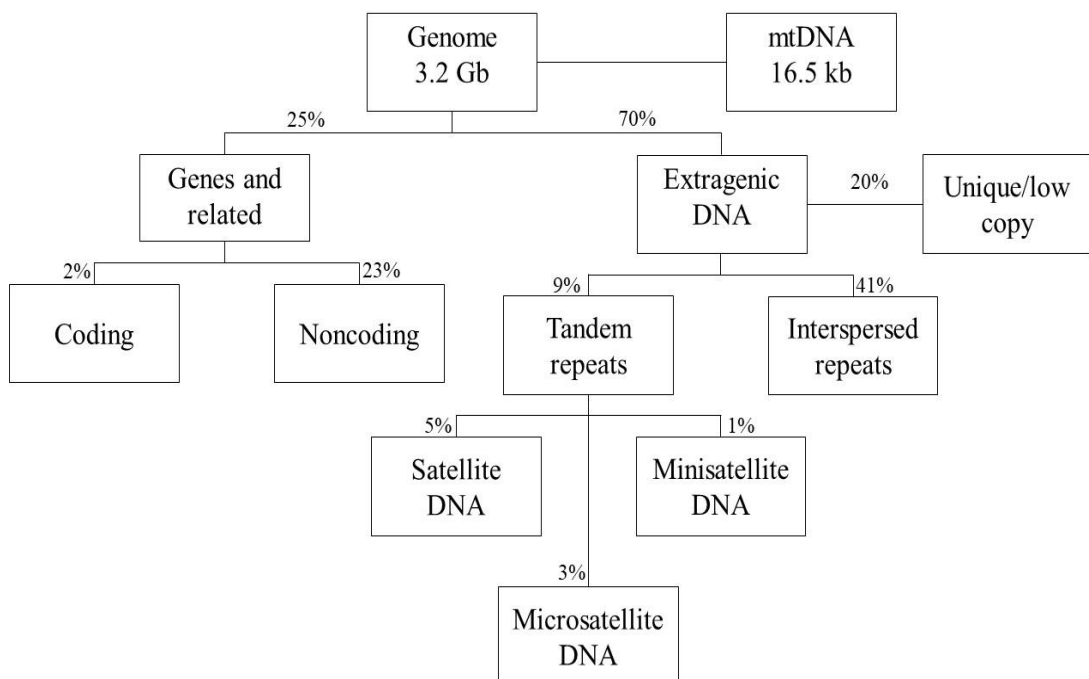 Genome
3.2 Gb
mtDNA
16.5 kb
25%
70%
Genes and
related
Extragenic
DNA
20%
Unique/low
copy
2%
23%
9%
41%
Coding
Noncoding
Tandem
repeats
Interspersed
repeats
5%
1%
Satellite
DNA
Minisatellite
DNA
3%
Microsatellite
DNA